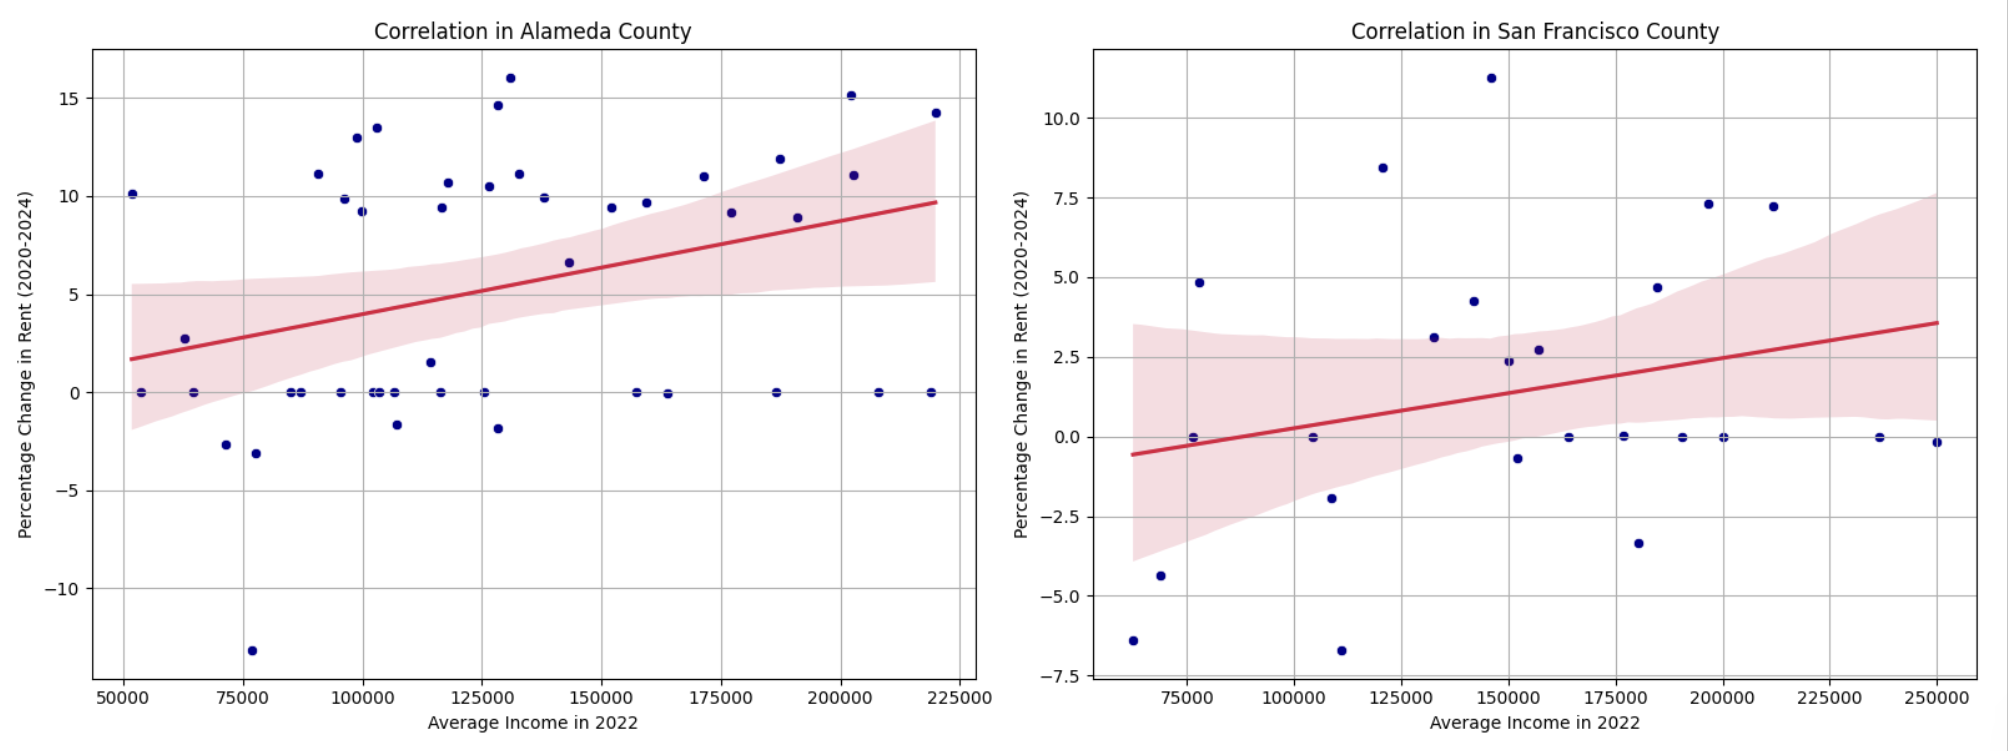 Correlation in Alameda County
Percentage Change in Rent (2020-2024)
15
10
5
0
−5
−10
50000 75000 100000 125000 150000 175000 200000 225000
Average Income in 2022
Correlation in San Francisco County
Percentage Change in Rent (2020-2024)
10.0
7.5
5.0
2.5
0.0
−2.5
−5.0
−7.5
75000 100000 125000 150000 175000 200000 225000 250000
Average Income in 2022